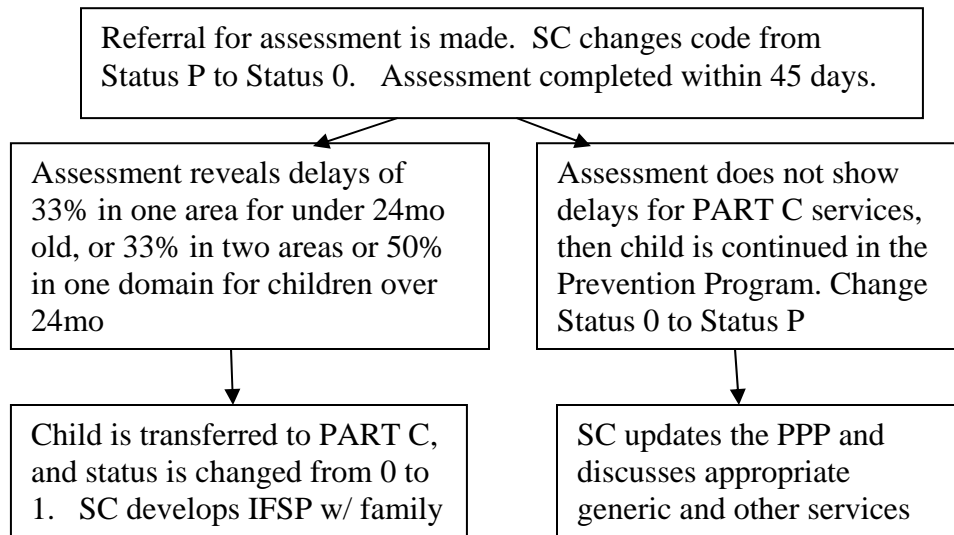 Referral for assessment is made.  SC changes code from
Status P to Status 0.   Assessment completed within 45 days.
Assessment reveals delays of
33% in one area for under 24mo
old, or 33% in two areas or 50%
in one domain for children over
24mo
Assessment does not show
delays for PART C services,
then child is continued in the
Prevention Program. Change
Status 0 to Status P
Child is transferred to PART C,
and status is changed from 0 to
1.   SC develops IFSP w/ family
SC updates the PPP and
discusses appropriate
generic and other services